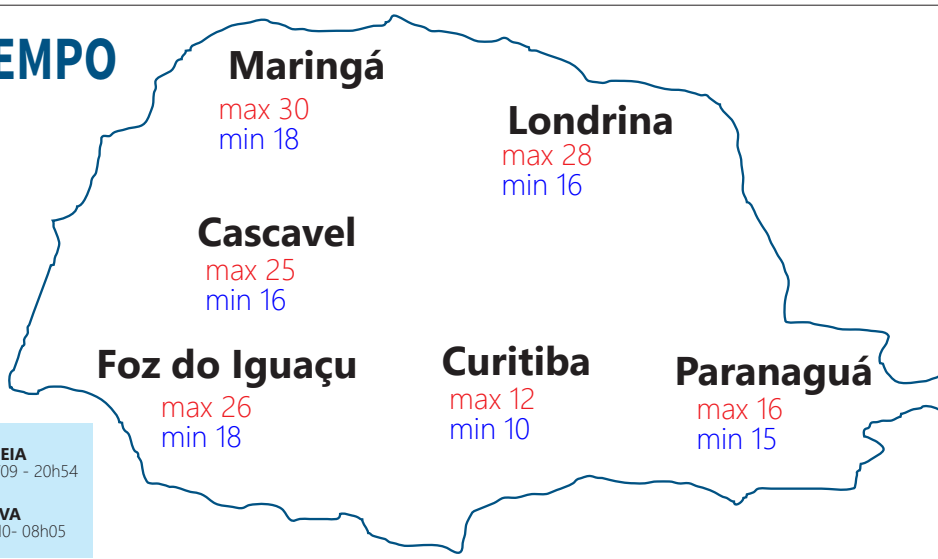 EMPO
Maringá
max 30
min 18
Londrina
max 28
min 16
Cascavel
max 25
min 16
Foz do Iguaçu
max 26
min 18
Curitiba
max 12
min 10
Paranaguá
max 16
min 15
EIA
09 - 20h54
VA
0- 08h05